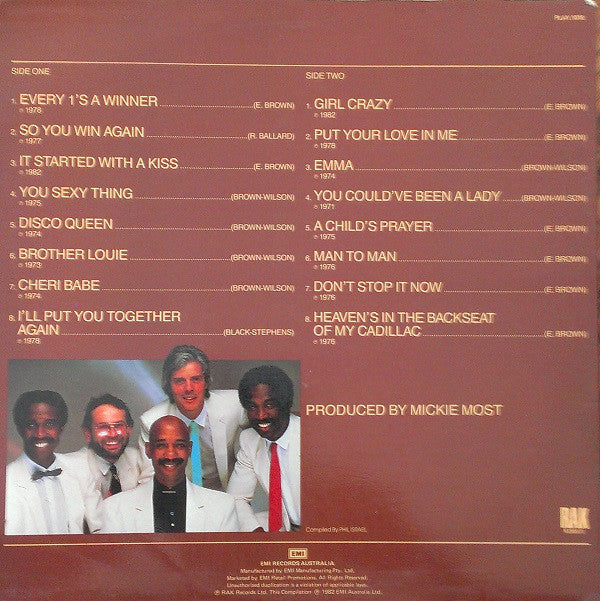 SIDE ONE
1. EVERY 1'S A WINNER (E. BROWN)
℗ 1978
2. SO YOU WIN AGAIN (R. BALLARD)
℗ 1977
3. IT STARTED WITH A KISS (E. BROWN)
℗ 1982
4. YOU SEXY THING (BROWN-WILSON)
℗ 1975
5. DISCO QUEEN (BROWN-WILSON)
℗ 1974
6. BROTHER LOUIE (BROWN-WILSON)
℗ 1973
7. CHERI BABE (BROWN-WILSON)
℗ 1974
8. I'LL PUT YOU TOGETHER
AGAIN (BLACK-STEPHENS)
℗ 1978
SIDE TWO
1. GIRL CRAZY (E. BROWN)
℗ 1982
2. PUT YOUR LOVE IN ME (E. BROWN)
℗ 1978
3. EMMA (BROWN-WILSON)
℗ 1974
4. YOU COULD'VE BEEN A LADY (BROWN-WILSON)
℗ 1971
5. A CHILD'S PRAYER (E. BROWN)
℗ 1975
6. MAN TO MAN (E. BROWN)
℗ 1976
7. DON'T STOP IT NOW (E. BROWN)
℗ 1976
8. HEAVEN'S IN THE BACKSEAT
OF MY CADILLAC (E. BROWN)
℗ 1976
PRODUCED BY MICKIE MOST
Compiled By PHIL ISRAEL
RAK
EMI
EMI RECORDS AUSTRALIA
Manufactured by EMI Manufacturing Pty. Ltd.
Marketed by EMI Retail Promotions. All Rights Reserved.
Unauthorised duplication is a violation of applicable laws.
℗ RAK Records Ltd. This Compilation ℗ 1982 EMI Australia Ltd.